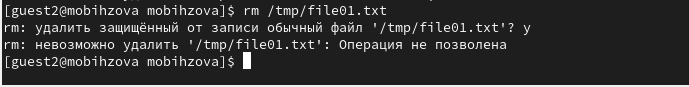 [guest2@mobihzova mobihzova]$ rm /tmp/file01.txt
rm: удалить защищённый от записи обычный файл '/tmp/file01.txt'? y
rm: невозможно удалить '/tmp/file01.txt': Операция не позволена
[guest2@mobihzova mobihzova]$